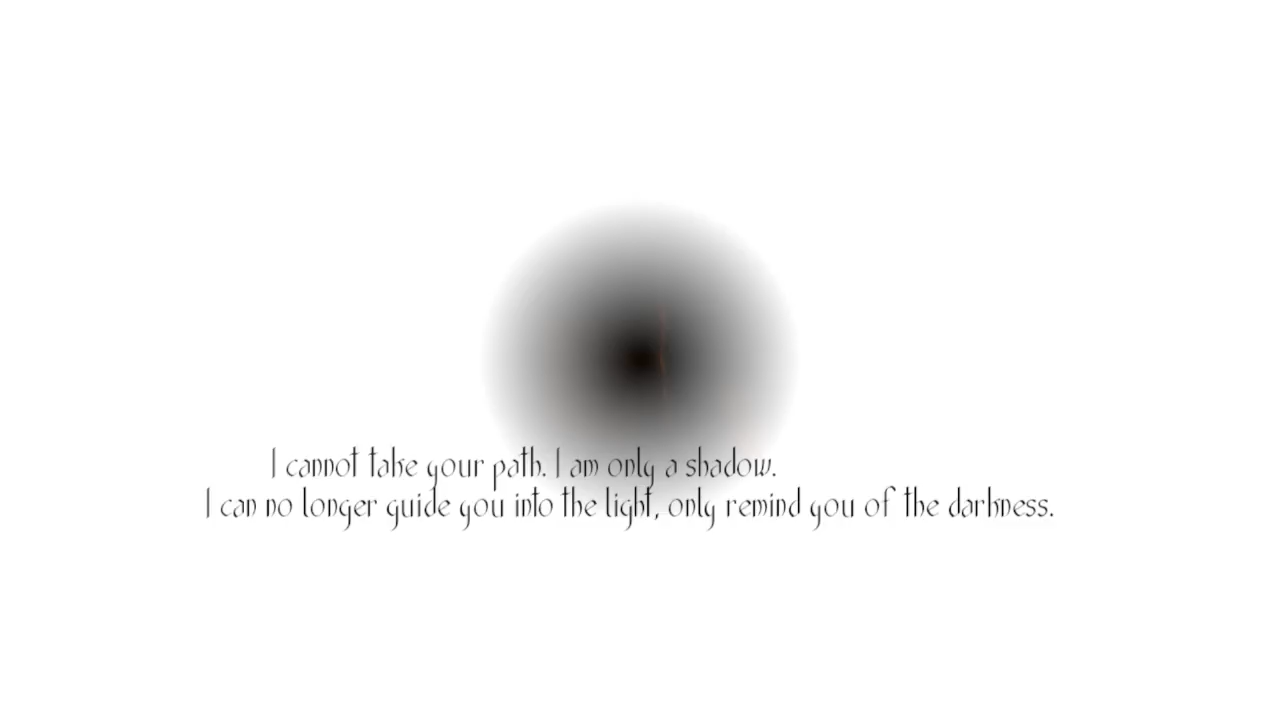 I cannot take your path. I am only a shadow.
I can no longer guide you into the light, only remind you of the darkness.